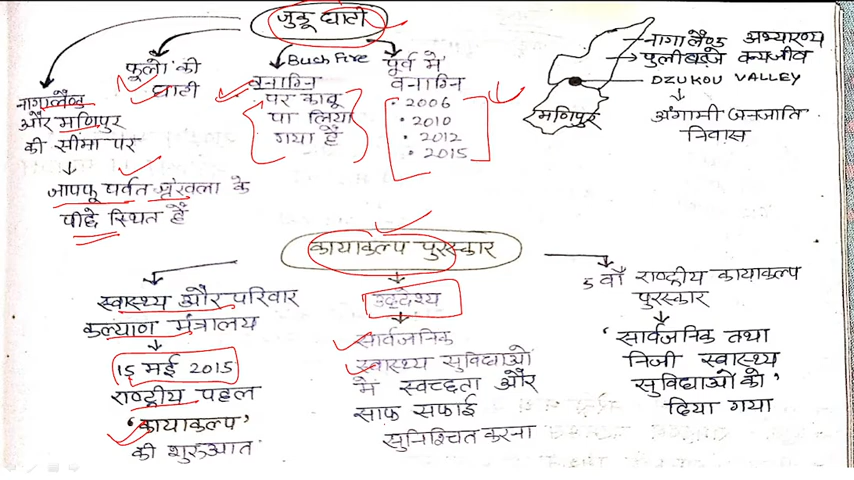 जुकू घाटी
नागालैण्ड
और मणिपुर
की सीमा पर
जापफू पर्वत श्रृंखला के
पीछे स्थित है
फूलों की
घाटी
Bush Fire
वनाग्नि
पर काबू
पा लिया
गया है
पूर्व में
वनाग्नि
• 2006
• 2010
• 2012
• 2015
नागालैण्ड अभ्यारण्य
पुलीबड्जे वन्यजीव
DZUKOU VALLEY
अंगामी जनजाति
निवास
मणिपुर
कायाकल्प पुरस्कार
स्वास्थ्य और परिवार
कल्याण मंत्रालय
15 मई 2015
राष्ट्रीय पहल
'कायाकल्प'
की शुरुआत
उद्देश्य
सार्वजनिक
स्वास्थ्य सुविधाओं
में स्वच्छता और
साफ सफाई
सुनिश्चित करना
5 वाँ राष्ट्रीय कायाकल्प
पुरस्कार
'सार्वजनिक तथा
निजी स्वास्थ्य
सुविधाओं को'
दिया गया